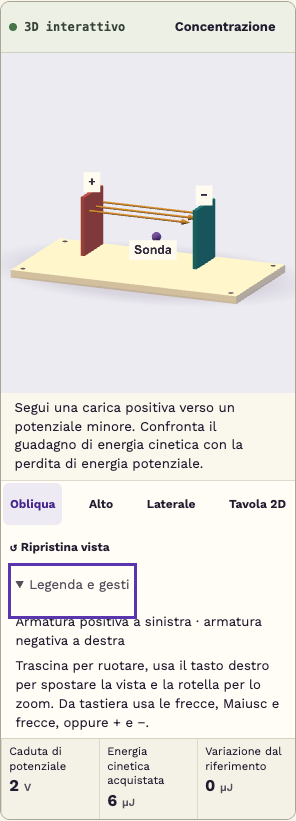 3D interattivo
Concentrazione
+
−
Sonda
Segui una carica positiva verso un
potenziale minore. Confronta il
guadagno di energia cinetica con la
perdita di energia potenziale.
Obliqua
Alto
Laterale
Tavola 2D
↺ Ripristina vista
▼ Legenda e gesti
Armatura positiva a sinistra · armatura
negativa a destra
Trascina per ruotare, usa il tasto destro
per spostare la vista e la rotella per lo
zoom. Da tastiera usa le frecce, Maiusc e
frecce, oppure + e −.
Caduta di
potenziale
2 V
Energia
cinetica
acquistata
6 μJ
Variazione dal
riferimento
0 μJ